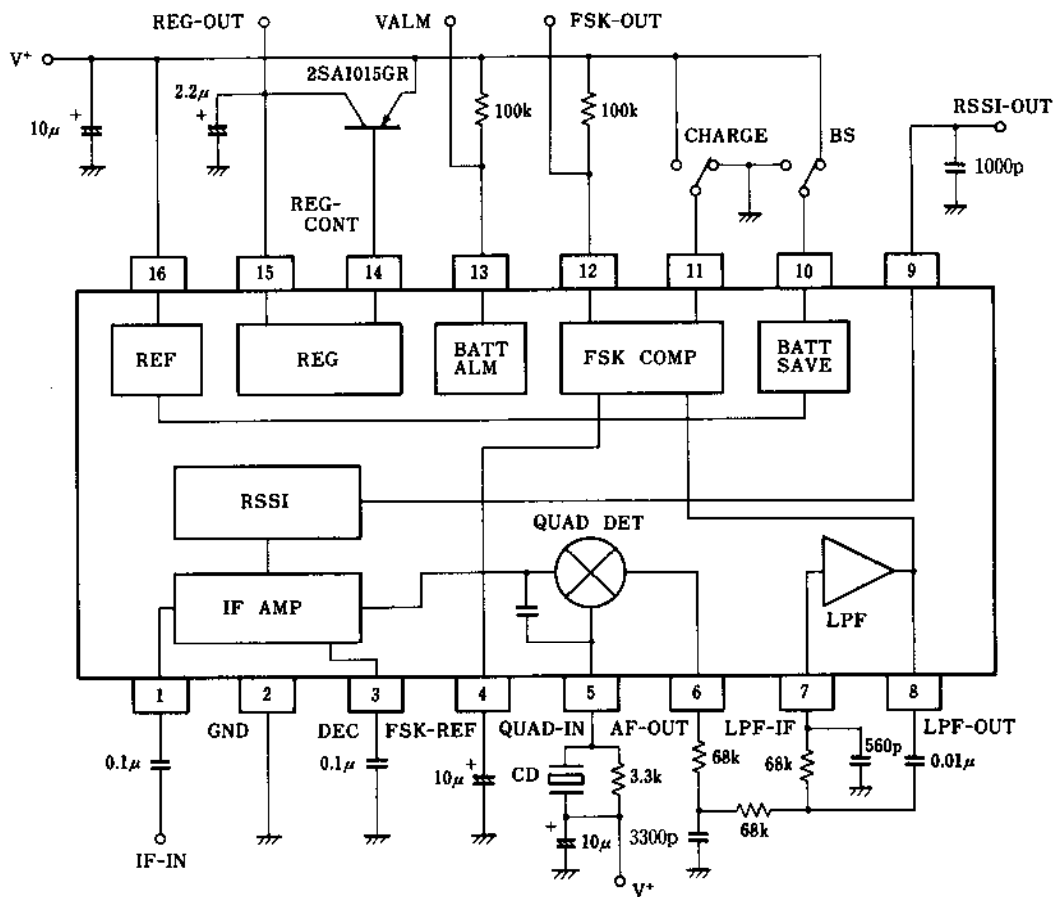 REG-OUT VALM FSK-OUT
V+
2SA1015GR
2.2μ +
10μ +
100k 100k
CHARGE BS
RSSI-OUT
1000p
REG-
CONT
16 15 14 13 12 11 10 9
REF REG BATT
ALM FSK COMP BATT
SAVE
RSSI
QUAD DET
IF AMP
LPF
1 2 3 4 5 6 7 8
GND DEC FSK-REF QUAD-IN AF-OUT LPF-IF LPF-OUT
0.1μ 0.1μ 10μ + CD 3.3k 68k 68k 560p 0.01μ
+ 10μ 3300p 68k
IF-IN V+